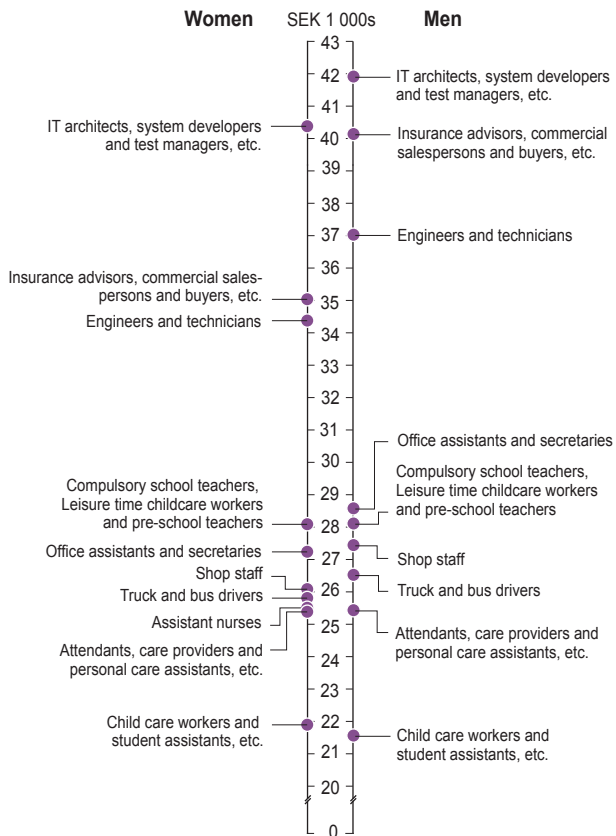 Women
SEK 1 000s
Men
43
42
41
40
39
38
37
36
35
34
33
32
31
30
29
28
27
26
25
24
23
22
21
20
0
IT architects, system developers
and test managers, etc.
Insurance advisors, commercial sales-
persons and buyers, etc.
Engineers and technicians
Compulsory school teachers,
Leisure time childcare workers
and pre-school teachers
Office assistants and secretaries
Shop staff
Truck and bus drivers
Assistant nurses
Attendants, care providers and
personal care assistants, etc.
Child care workers and
student assistants, etc.
IT architects, system developers
and test managers, etc.
Insurance advisors, commercial
salespersons and buyers, etc.
Engineers and technicians
Office assistants and secretaries
Compulsory school teachers,
Leisure time childcare workers
and pre-school teachers
Shop staff
Truck and bus drivers
Attendants, care providers and
personal care assistants, etc.
Child care workers and
student assistants, etc.